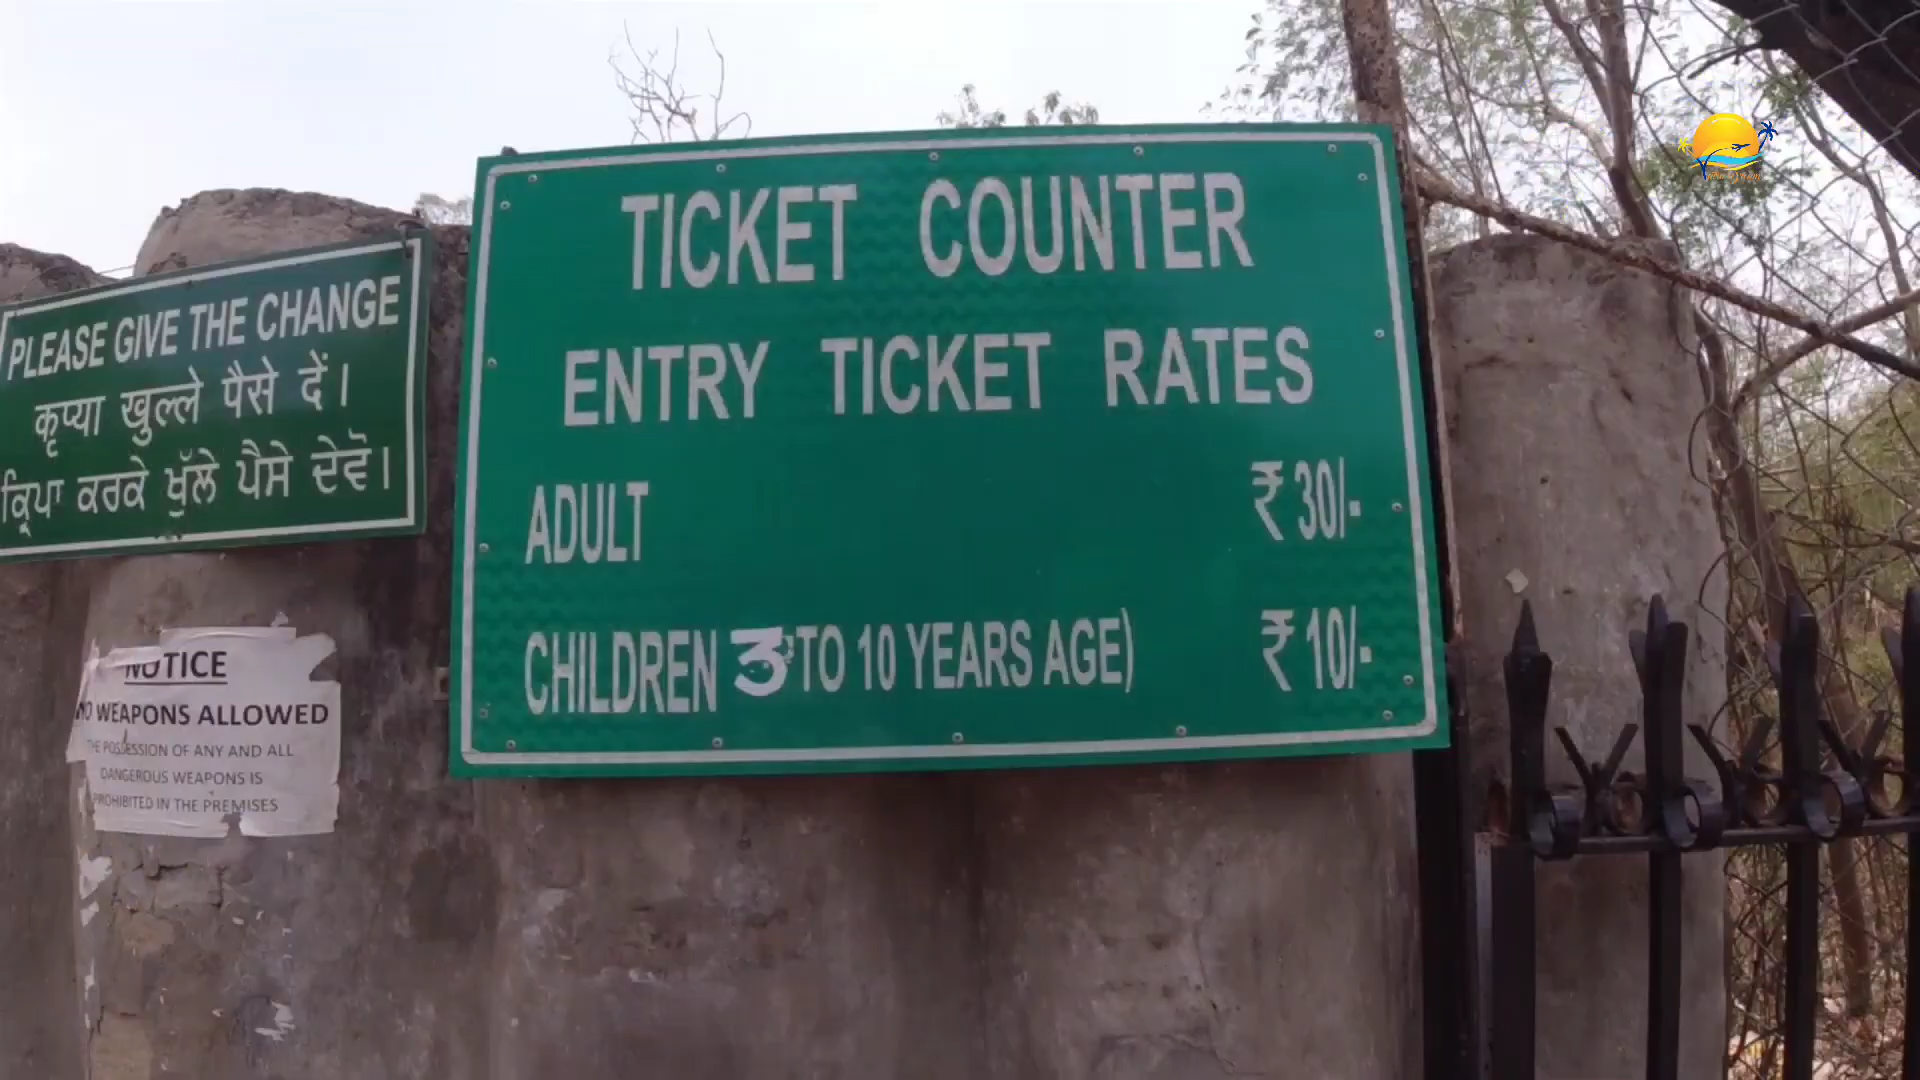 PLEASE GIVE THE CHANGE
कृप्या खुल्ले पैसे दें।
ਕ੍ਰਿਪਾ ਕਰਕੇ ਖੁੱਲੇ ਪੈਸੇ ਦੇਵੋ।
NOTICE
NO WEAPONS ALLOWED
THE POSSESSION OF ANY AND ALL
DANGEROUS WEAPONS IS
PROHIBITED IN THE PREMISES
TICKET COUNTER
ENTRY TICKET RATES
ADULT ₹ 30/-
CHILDREN 3 TO 10 YEARS AGE) ₹ 10/-